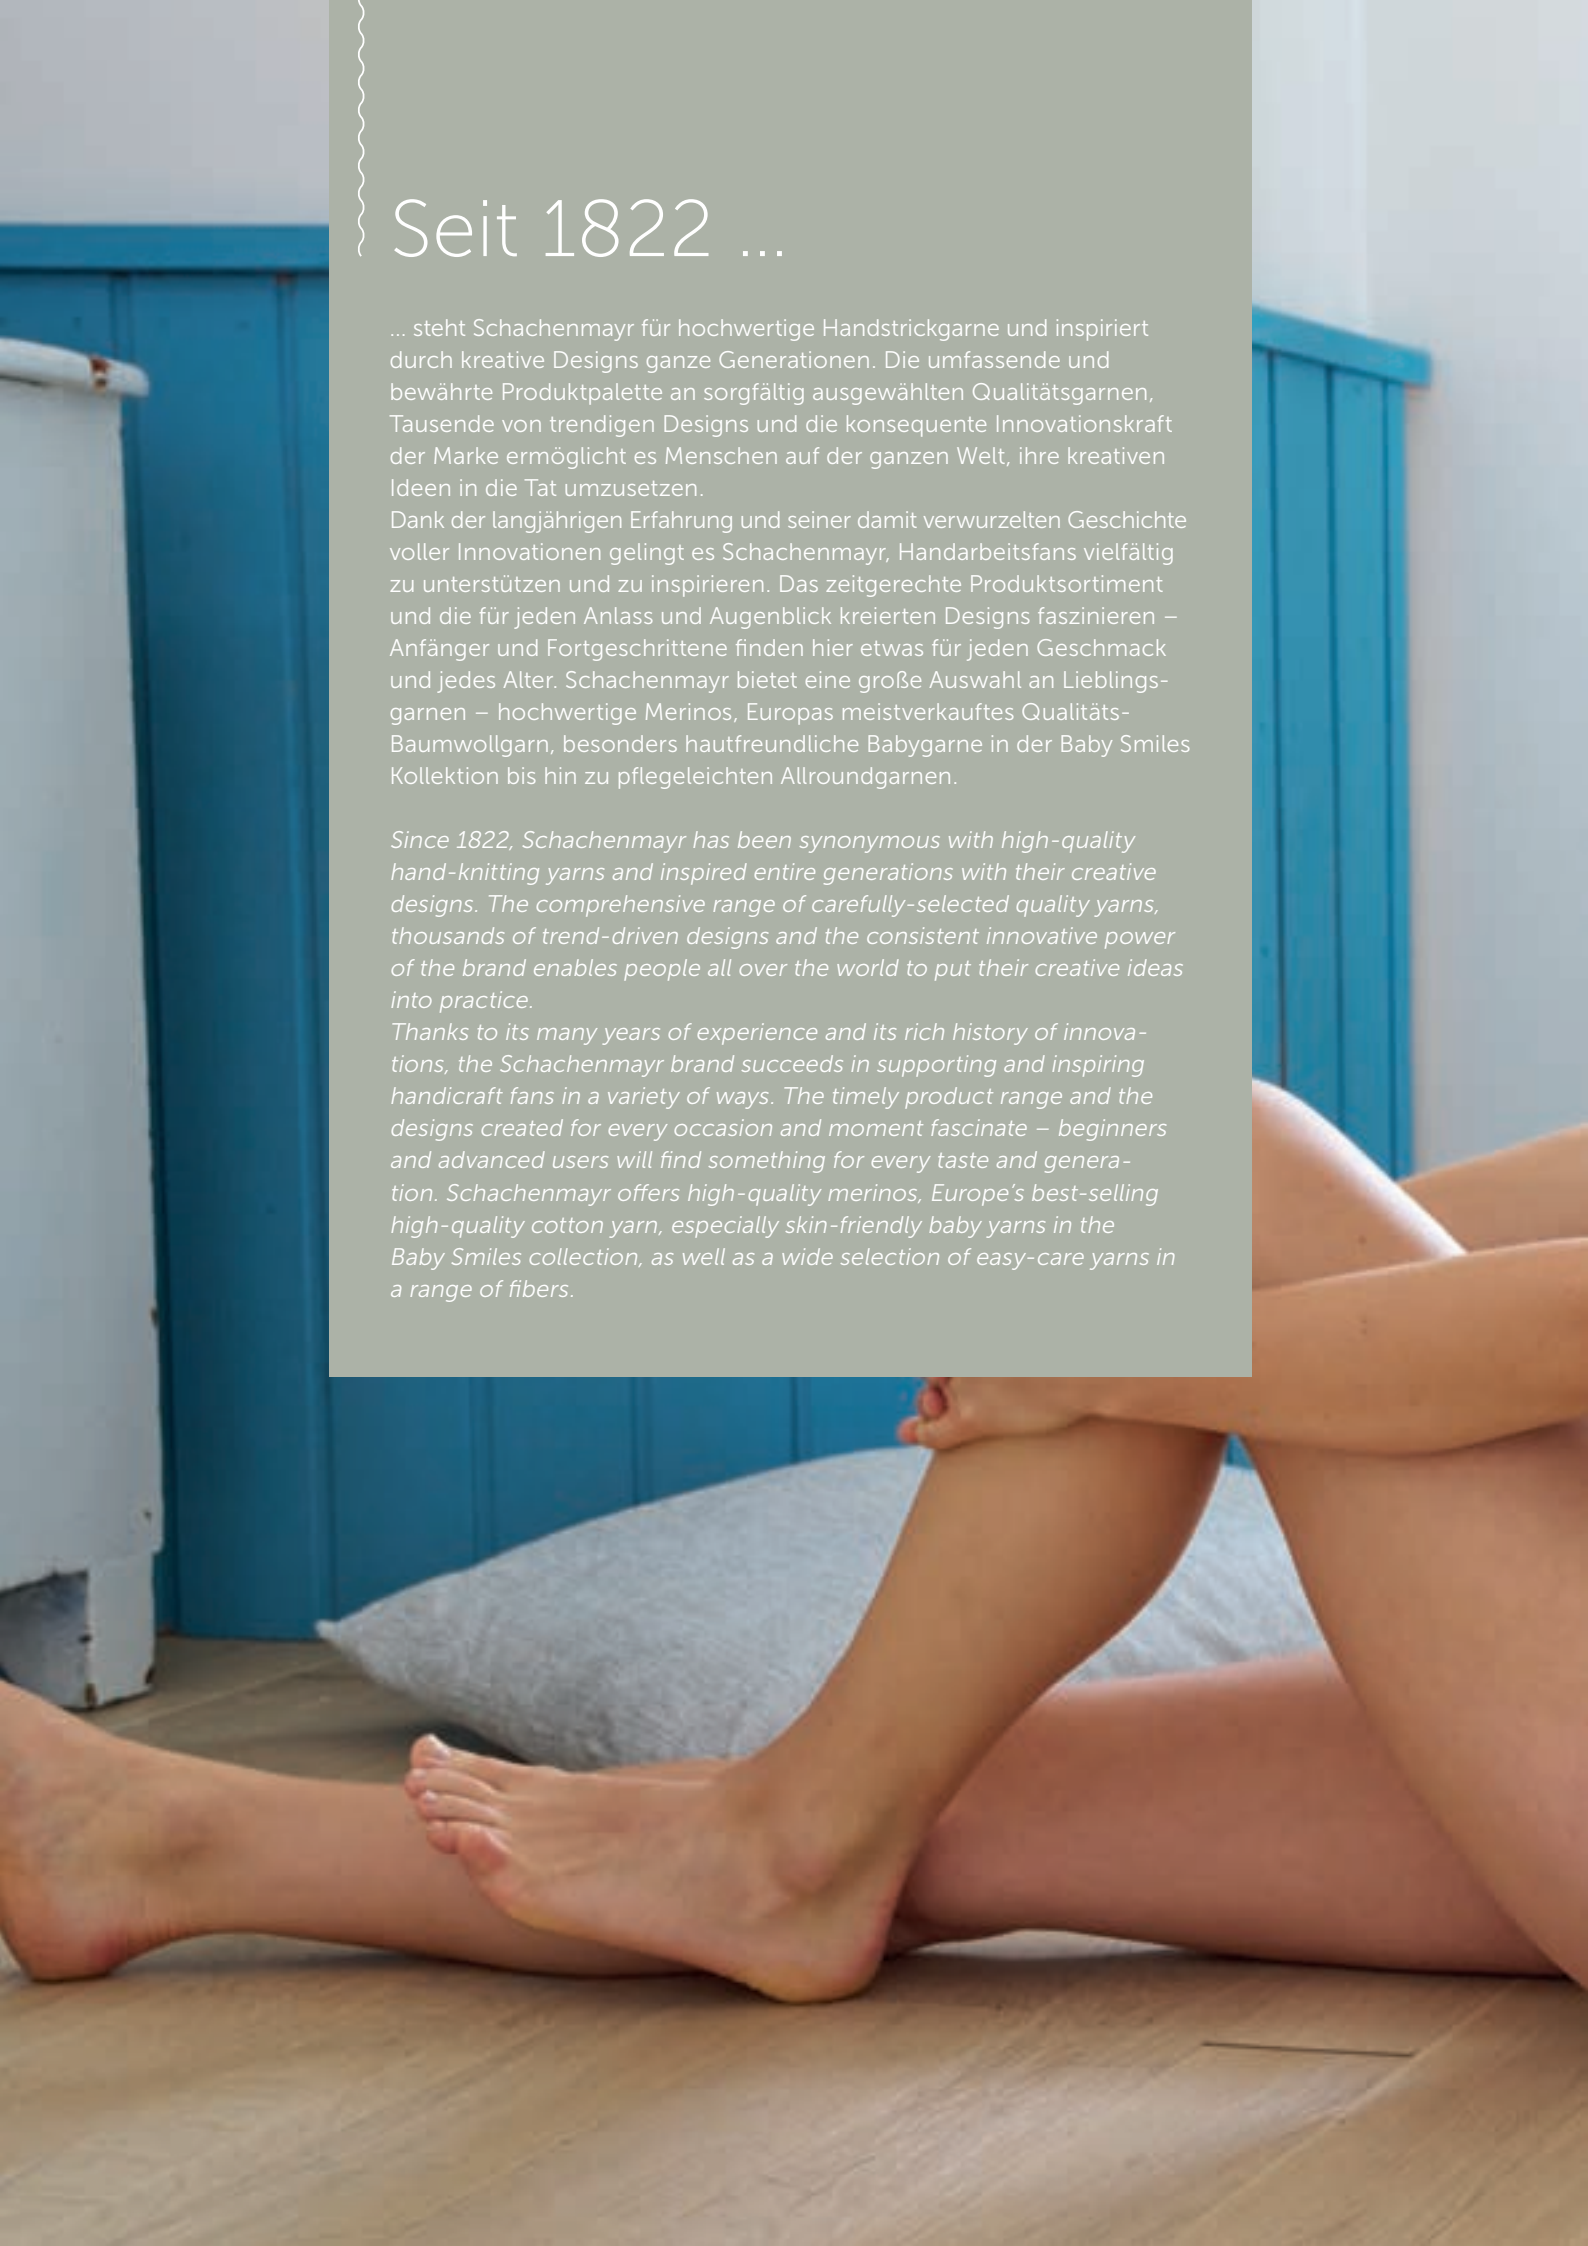 Seit 1822 ...
... steht Schachenmayr für hochwertige Handstrickgarne und inspiriert
durch kreative Designs ganze Generationen. Die umfassende und
bewährte Produktpalette an sorgfältig ausgewählten Qualitätsgarnen,
Tausende von trendigen Designs und die konsequente Innovationskraft
der Marke ermöglicht es Menschen auf der ganzen Welt, ihre kreativen
Ideen in die Tat umzusetzen.
Dank der langjährigen Erfahrung und seiner damit verwurzelten Geschichte
voller Innovationen gelingt es Schachenmayr, Handarbeitsfans vielfältig
zu unterstützen und zu inspirieren. Das zeitgerechte Produktsortiment
und die für jeden Anlass und Augenblick kreierten Designs faszinieren –
Anfänger und Fortgeschrittene finden hier etwas für jeden Geschmack
und jedes Alter. Schachenmayr bietet eine große Auswahl an Lieblings-
garnen – hochwertige Merinos, Europas meistverkauftes Qualitäts-
Baumwollgarn, besonders hautfreundliche Babygarne in der Baby Smiles
Kollektion bis hin zu pflegeleichten Allroundgarnen.
Since 1822, Schachenmayr has been synonymous with high-quality
hand-knitting yarns and inspired entire generations with their creative
designs. The comprehensive range of carefully-selected quality yarns,
thousands of trend-driven designs and the consistent innovative power
of the brand enables people all over the world to put their creative ideas
into practice.
Thanks to its many years of experience and its rich history of innova-
tions, the Schachenmayr brand succeeds in supporting and inspiring
handicraft fans in a variety of ways. The timely product range and the
designs created for every occasion and moment fascinate – beginners
and advanced users will find something for every taste and genera-
tion. Schachenmayr offers high-quality merinos, Europe's best-selling
high-quality cotton yarn, especially skin-friendly baby yarns in the
Baby Smiles collection, as well as a wide selection of easy-care yarns in
a range of fibers.